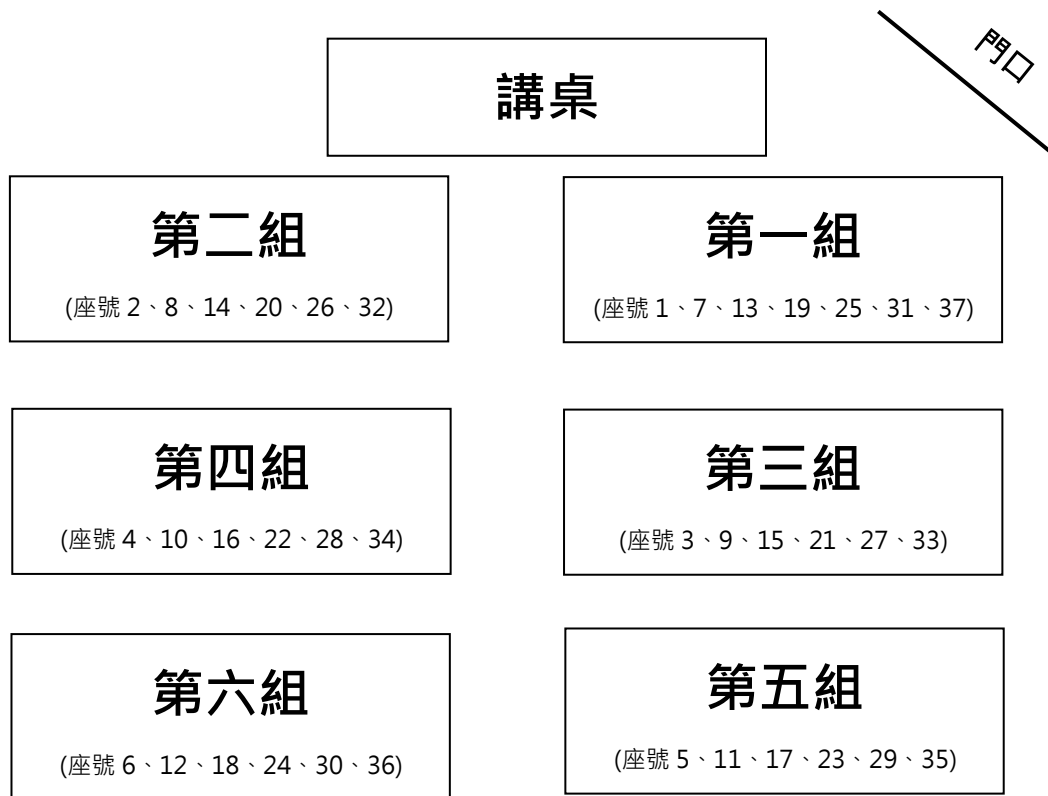 門口
講桌
第二組
(座號 2、8、14、20、26、32)
第一組
(座號 1、7、13、19、25、31、37)
第四組
(座號 4、10、16、22、28、34)
第三組
(座號 3、9、15、21、27、33)
第六組
(座號 6、12、18、24、30、36)
第五組
(座號 5、11、17、23、29、35)